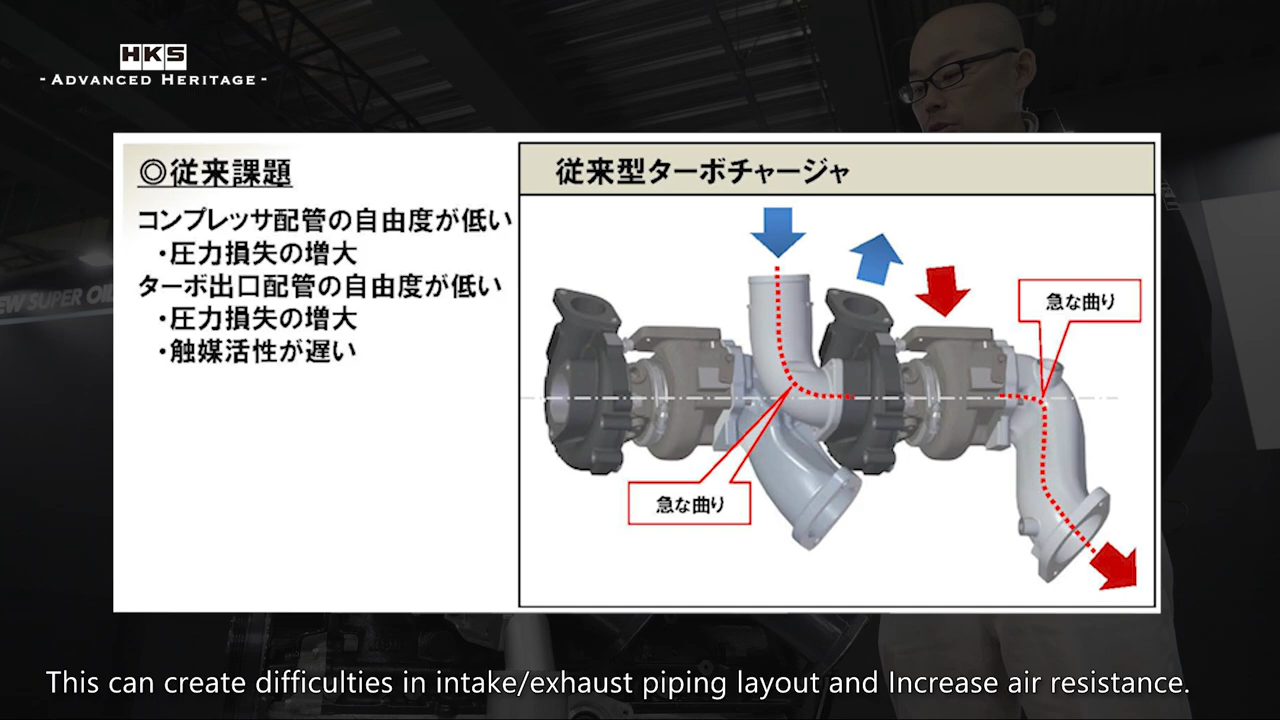 HKS
- ADVANCED HERITAGE -
EW SUPER OIL
◎従来課題
コンプレッサ配管の自由度が低い
・圧力損失の増大
ターボ出口配管の自由度が低い
・圧力損失の増大
・触媒活性が遅い
従来型ターボチャージャ
急な曲り
急な曲り
This can create difficulties in intake/exhaust piping layout and Increase air resistance.